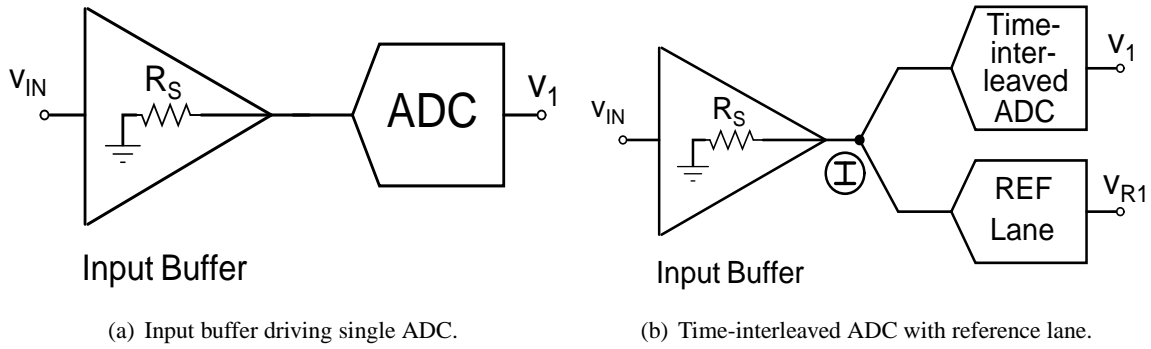 v_IN
R_S
ADC
v_1
Input Buffer
(a) Input buffer driving single ADC.
v_IN
R_S
I
Time-
inter-
leaved
ADC
v_1
REF
Lane
v_R1
Input Buffer
(b) Time-interleaved ADC with reference lane.